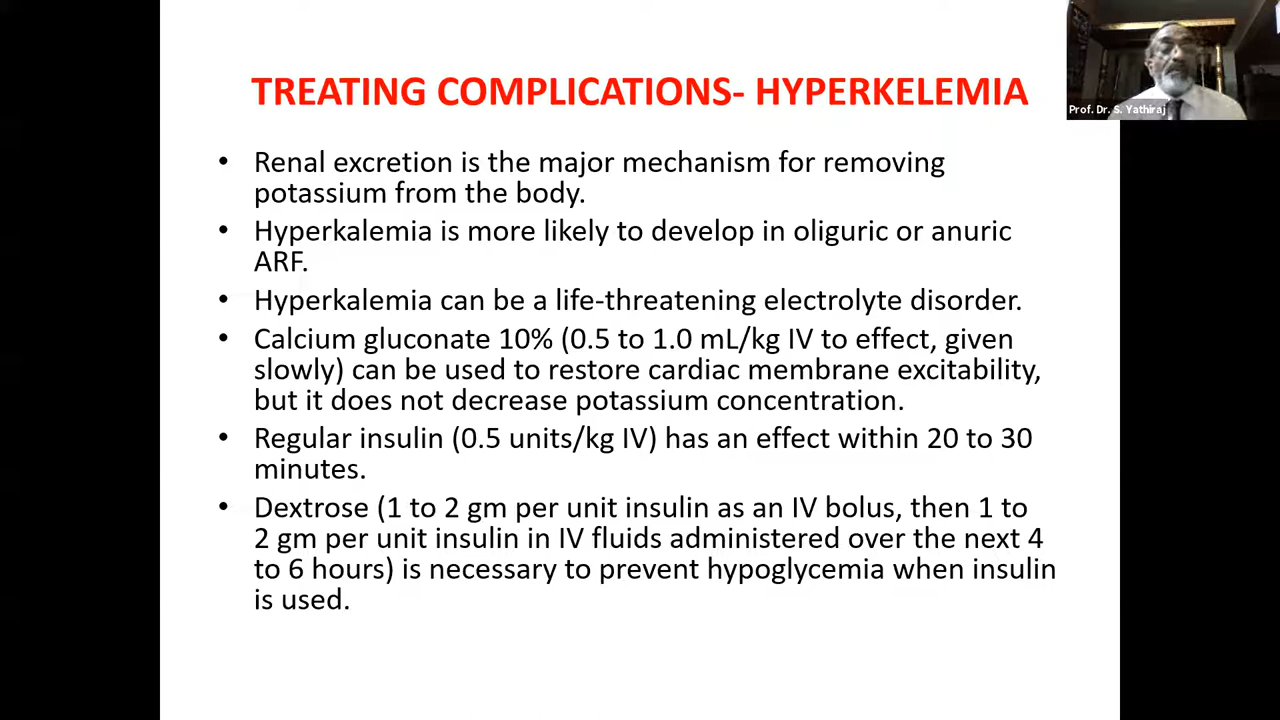 TREATING COMPLICATIONS- HYPERKELEMIA
Prof. Dr. S. Yathiraj
• Renal excretion is the major mechanism for removing
potassium from the body.
• Hyperkalemia is more likely to develop in oliguric or anuric
ARF.
• Hyperkalemia can be a life-threatening electrolyte disorder.
• Calcium gluconate 10% (0.5 to 1.0 mL/kg IV to effect, given
slowly) can be used to restore cardiac membrane excitability,
but it does not decrease potassium concentration.
• Regular insulin (0.5 units/kg IV) has an effect within 20 to 30
minutes.
• Dextrose (1 to 2 gm per unit insulin as an IV bolus, then 1 to
2 gm per unit insulin in IV fluids administered over the next 4
to 6 hours) is necessary to prevent hypoglycemia when insulin
is used.